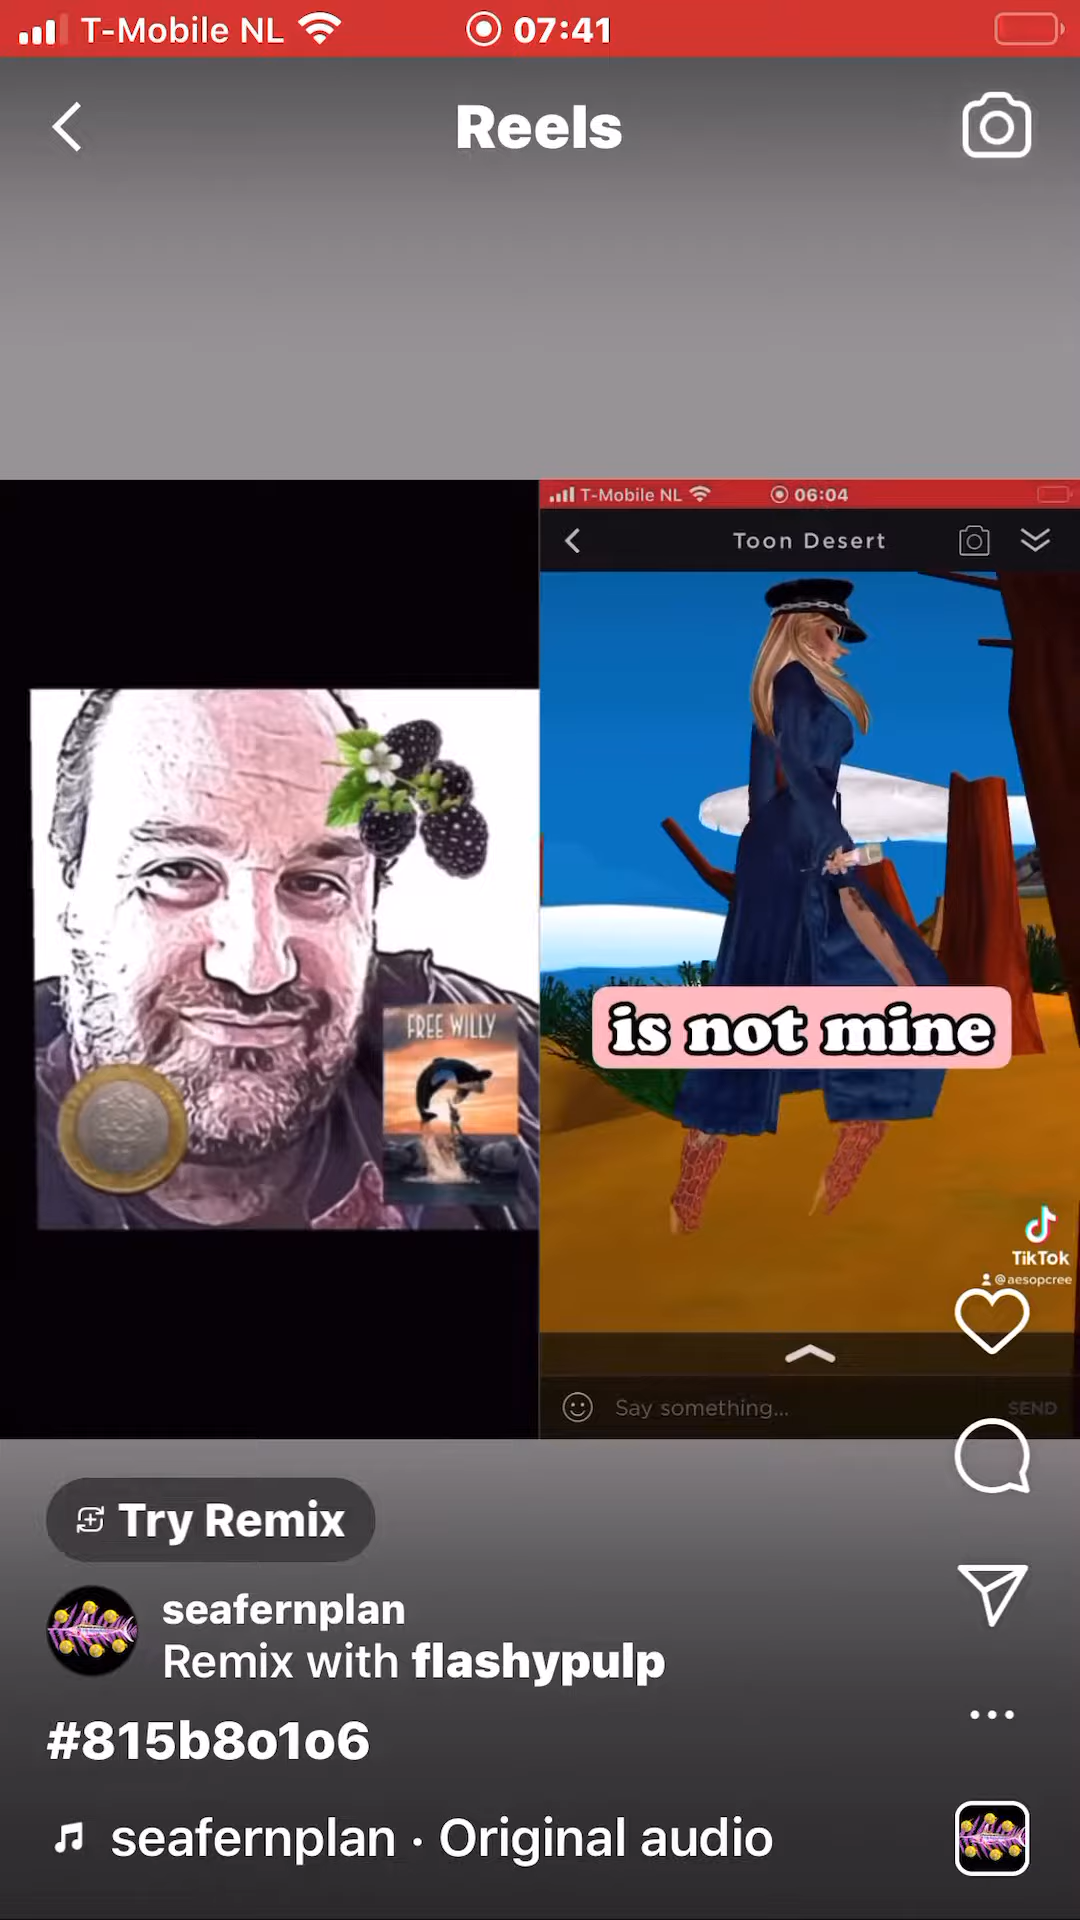 T-Mobile NL 07:41
Reels
T-Mobile NL 06:04
Toon Desert
FREE WILLY
is not mine
TikTok
@aesopcree
Say something...
SEND
Try Remix
seafernplan
Remix with flashypulp
#815b8o1o6
seafernplan · Original audio